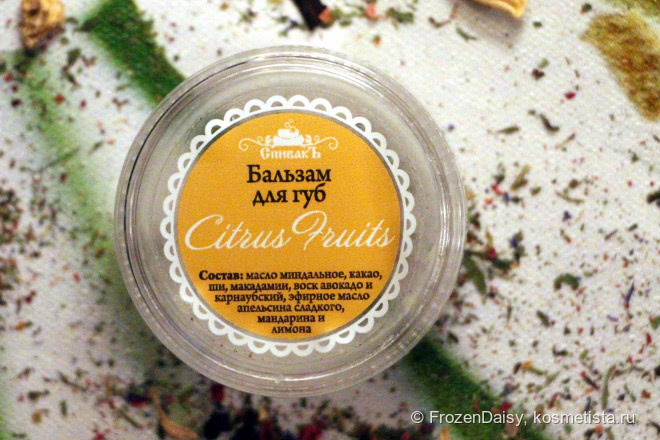 СпивакЪ
Бальзам
для губ
Citrus Fruits
Состав: масло миндальное, какао,
ши, макадамии, воск авокадо и
карнаубский, эфирное масло
апельсина сладкого,
мандарина и
лимона
© FrozenDaisy, kosmetista.ru